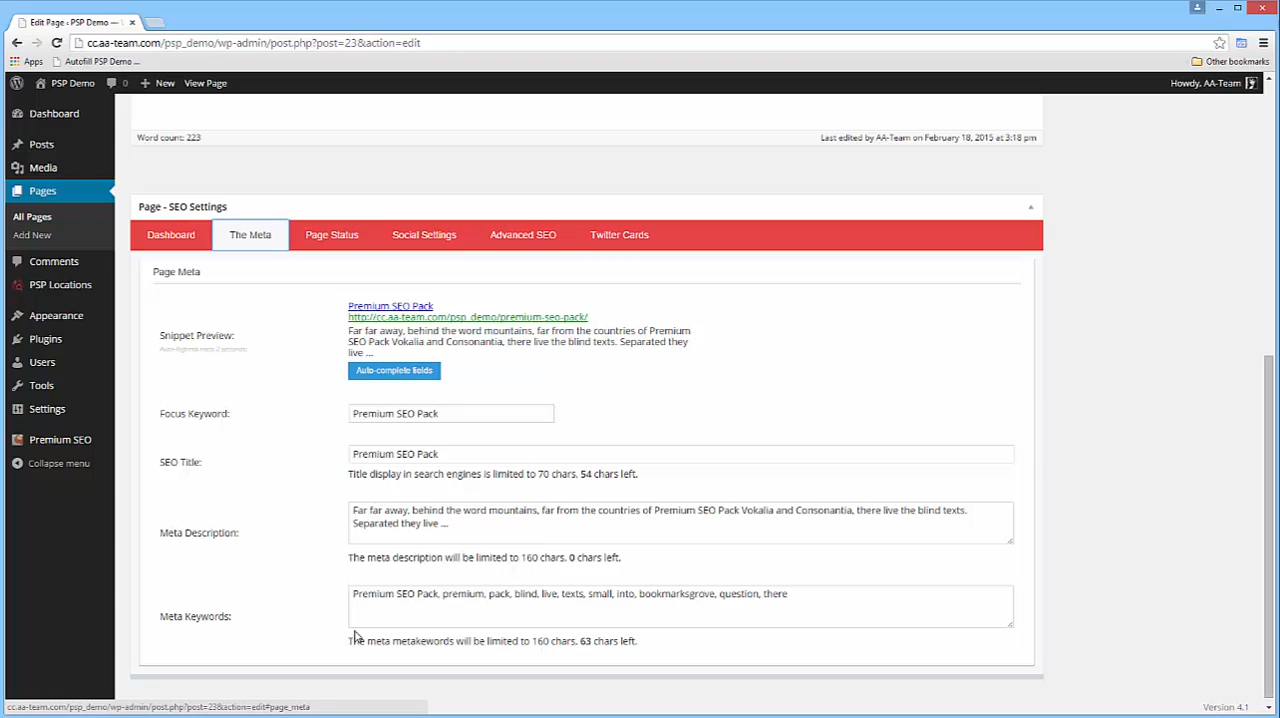 Edit Page ‹ PSP Demo —
cc.aa-team.com/psp_demo/wp-admin/post.php?post=23&action=edit
Apps
Autofill PSP Demo ...
Other bookmarks
PSP Demo
0
New
View Page
Howdy, AA-Team
Dashboard
Posts
Media
Pages
All Pages
Add New
Comments
PSP Locations
Appearance
Plugins
Users
Tools
Settings
Premium SEO
Collapse menu
Word count: 223
Last edited by AA-Team on February 18, 2015 at 3:18 pm
Page - SEO Settings
Dashboard
The Meta
Page Status
Social Settings
Advanced SEO
Twitter Cards
Page Meta
Snippet Preview:
Premium SEO Pack
http://cc.aa-team.com/psp_demo/premium-seo-pack/
Far far away, behind the word mountains, far from the countries of Premium
SEO Pack Vokalia and Consonantia, there live the blind texts. Separated they
live ...
Auto-complete fields
Focus Keyword:
Premium SEO Pack
SEO Title:
Premium SEO Pack
Title display in search engines is limited to 70 chars, 54 chars left.
Meta Description:
Far far away, behind the word mountains, far from the countries of Premium SEO Pack Vokalia and Consonantia, there live the blind texts.
Separated they live ...
The meta description will be limited to 160 chars, 0 chars left.
Meta Keywords:
Premium SEO Pack, premium, pack, blind, live, texts, small, into, bookmarksgrove, question, there
The meta metakewords will be limited to 160 chars, 63 chars left.
cc.aa-team.com/psp_demo/wp-admin/post.php?post=23&action=edit#page_meta
Version 4.1